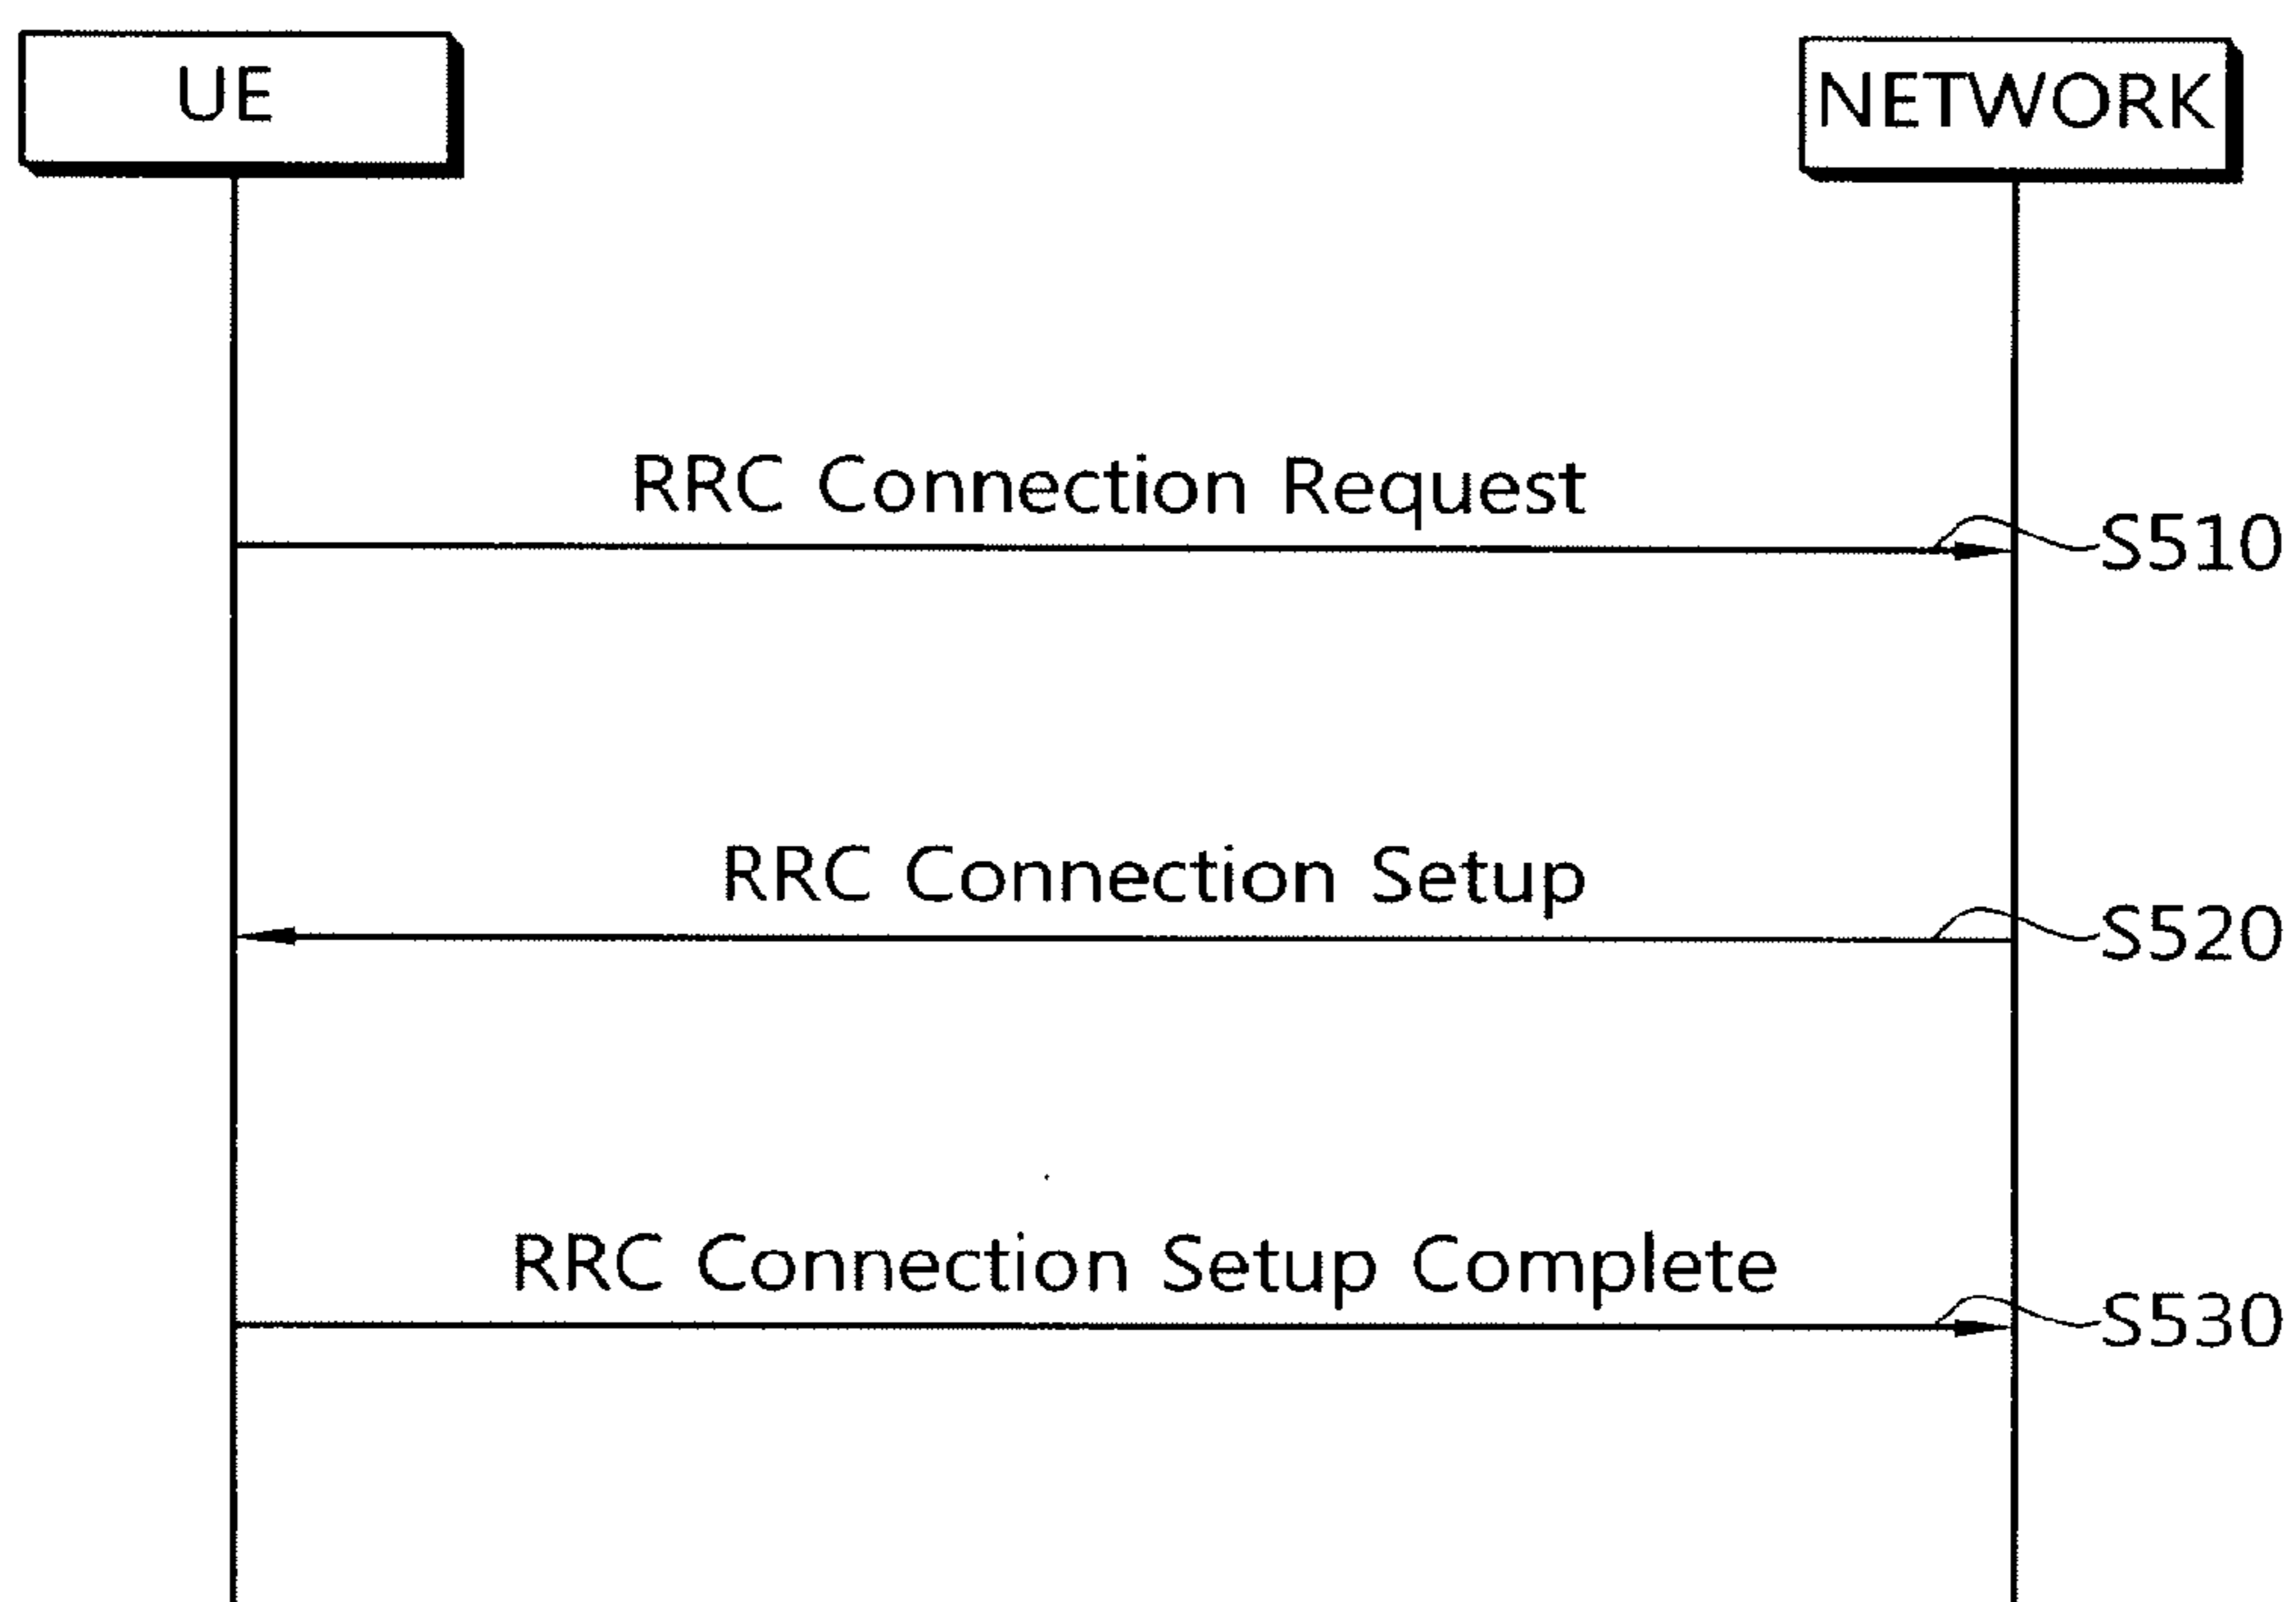 UE
NETWORK
RRC Connection Request
S510
RRC Connection Setup
S520
RRC Connection Setup Complete
S530